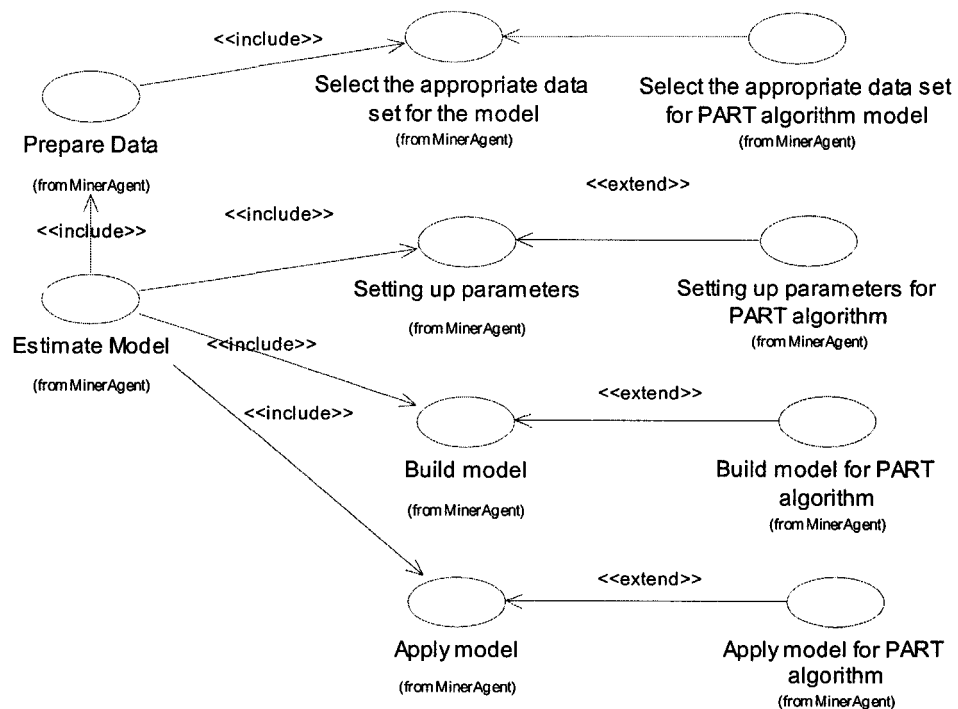 <<include>>
Select the appropriate data
set for the model
(from MinerAgent)
Select the appropriate data set
for PART algorithm model
(from MinerAgent)
Prepare Data
(from MinerAgent)
<<include>>
<<include>>
<<extend>>
Setting up parameters
(from MinerAgent)
Setting up parameters for
PART algorithm
(from MinerAgent)
Estimate Model
(from MinerAgent)
<<include>>
<<include>>
<<extend>>
Build model
(from MinerAgent)
Build model for PART
algorithm
(from MinerAgent)
<<extend>>
Apply model
(from MinerAgent)
Apply model for PART
algorithm
(from MinerAgent)